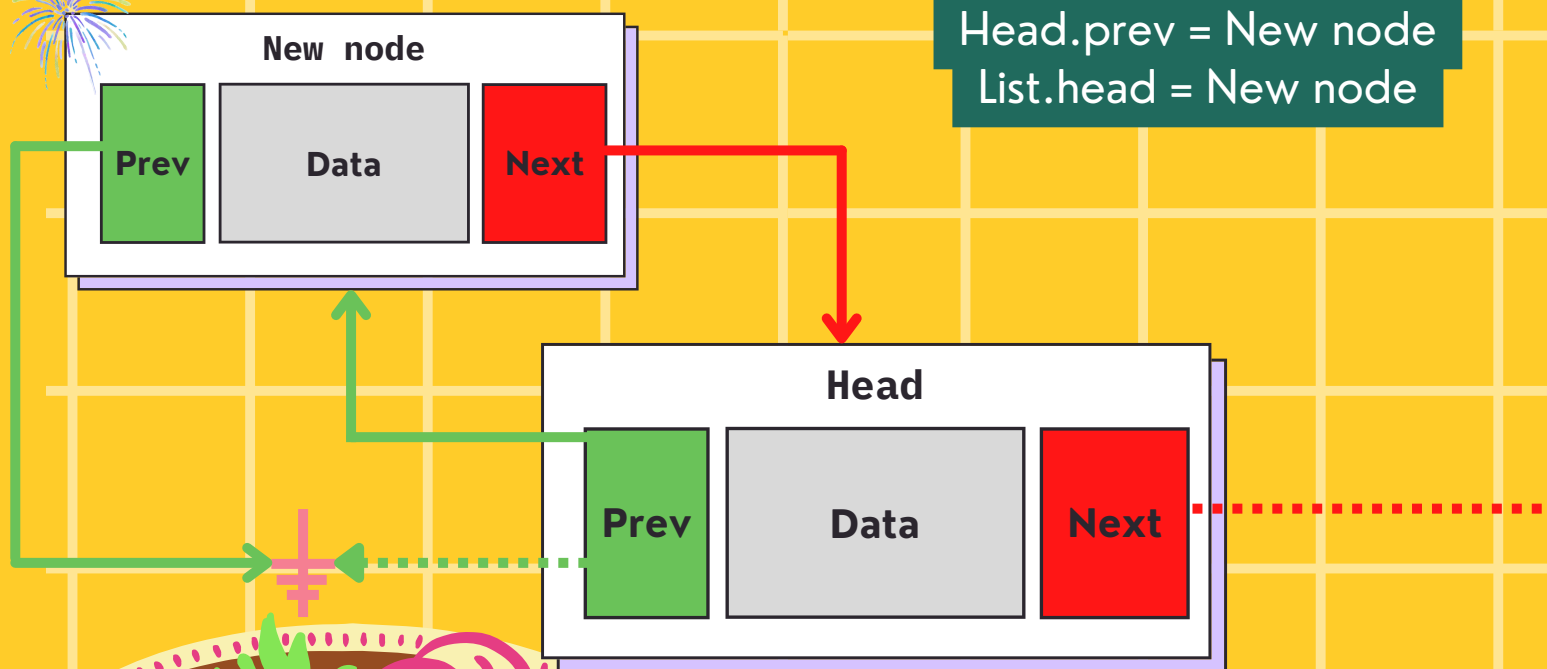 Head.prev = New node
List.head = New node
New node
Prev
Data
Next
Head
Prev
Data
Next